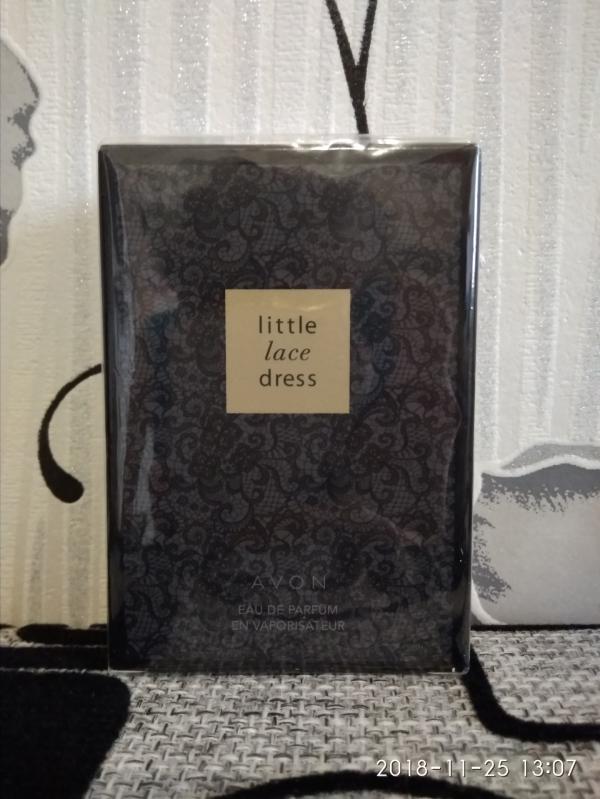 little
lace
dress
AVON
EAU DE PARFUM
EN VAPORISATEUR
2018-11-25 13:07